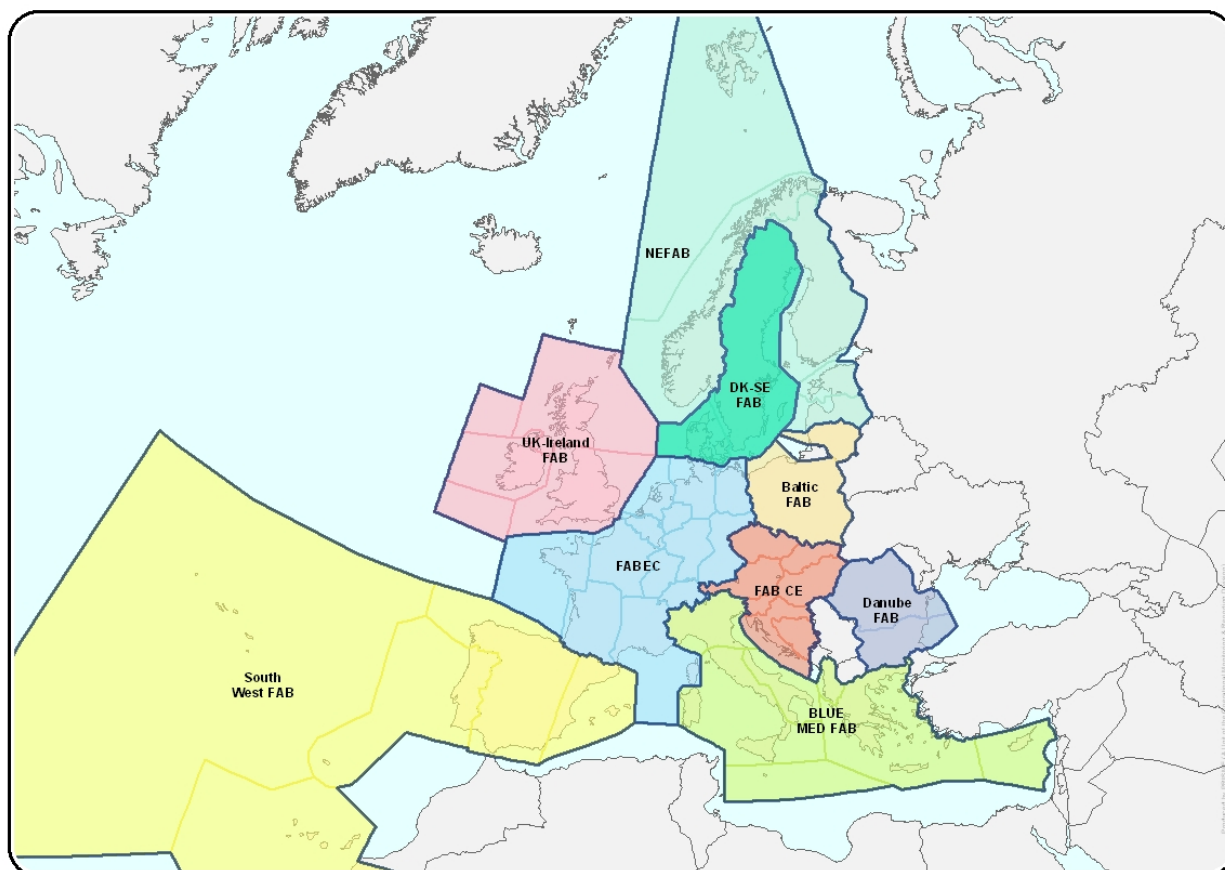 NEFAB
DK-SE
FAB
UK-Ireland
FAB
Baltic
FAB
FABEC
FAB CE
Danube
FAB
South
West FAB
BLUE
MED FAB